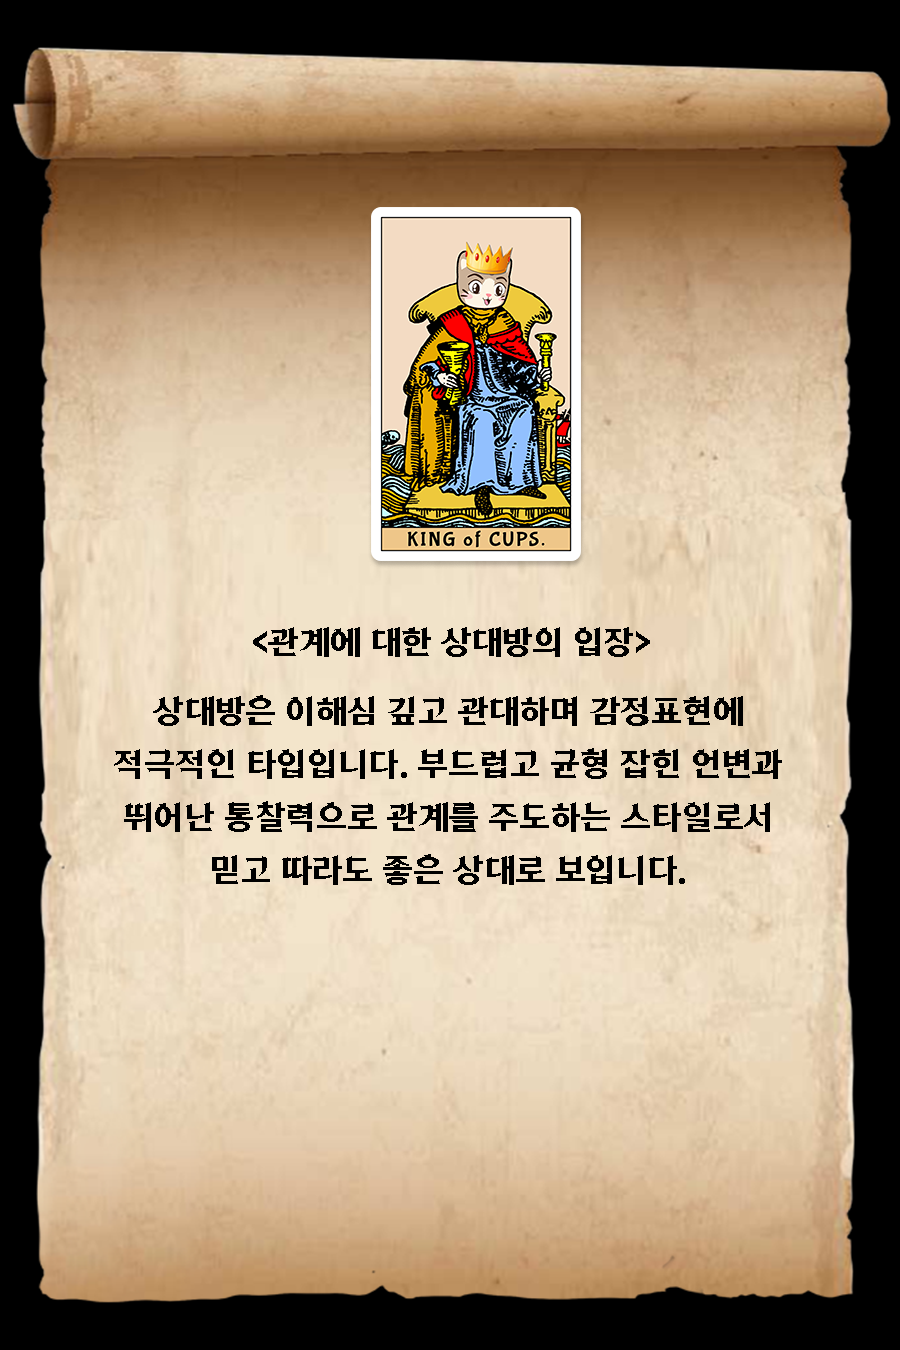 KING of CUPS.
<관계에 대한 상대방의 입장>
상대방은 이해심 깊고 관대하며 감정표현에
적극적인 타입입니다. 부드럽고 균형 잡힌 언변과
뛰어난 통찰력으로 관계를 주도하는 스타일로서
믿고 따라도 좋은 상대로 보입니다.